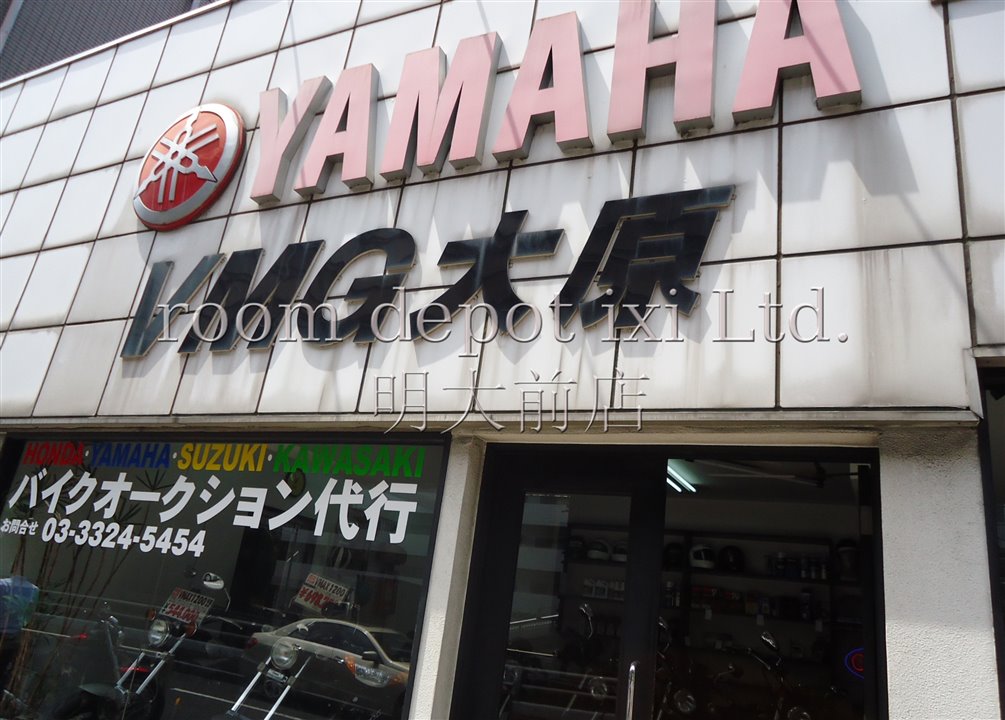 YAMAHA
VMG大原
room depot ixi Ltd.
明大前店
HONDA・YAMAHA・SUZUKI・KAWASAKI
バイクオークション代行
お問合せ 03-3324-5454